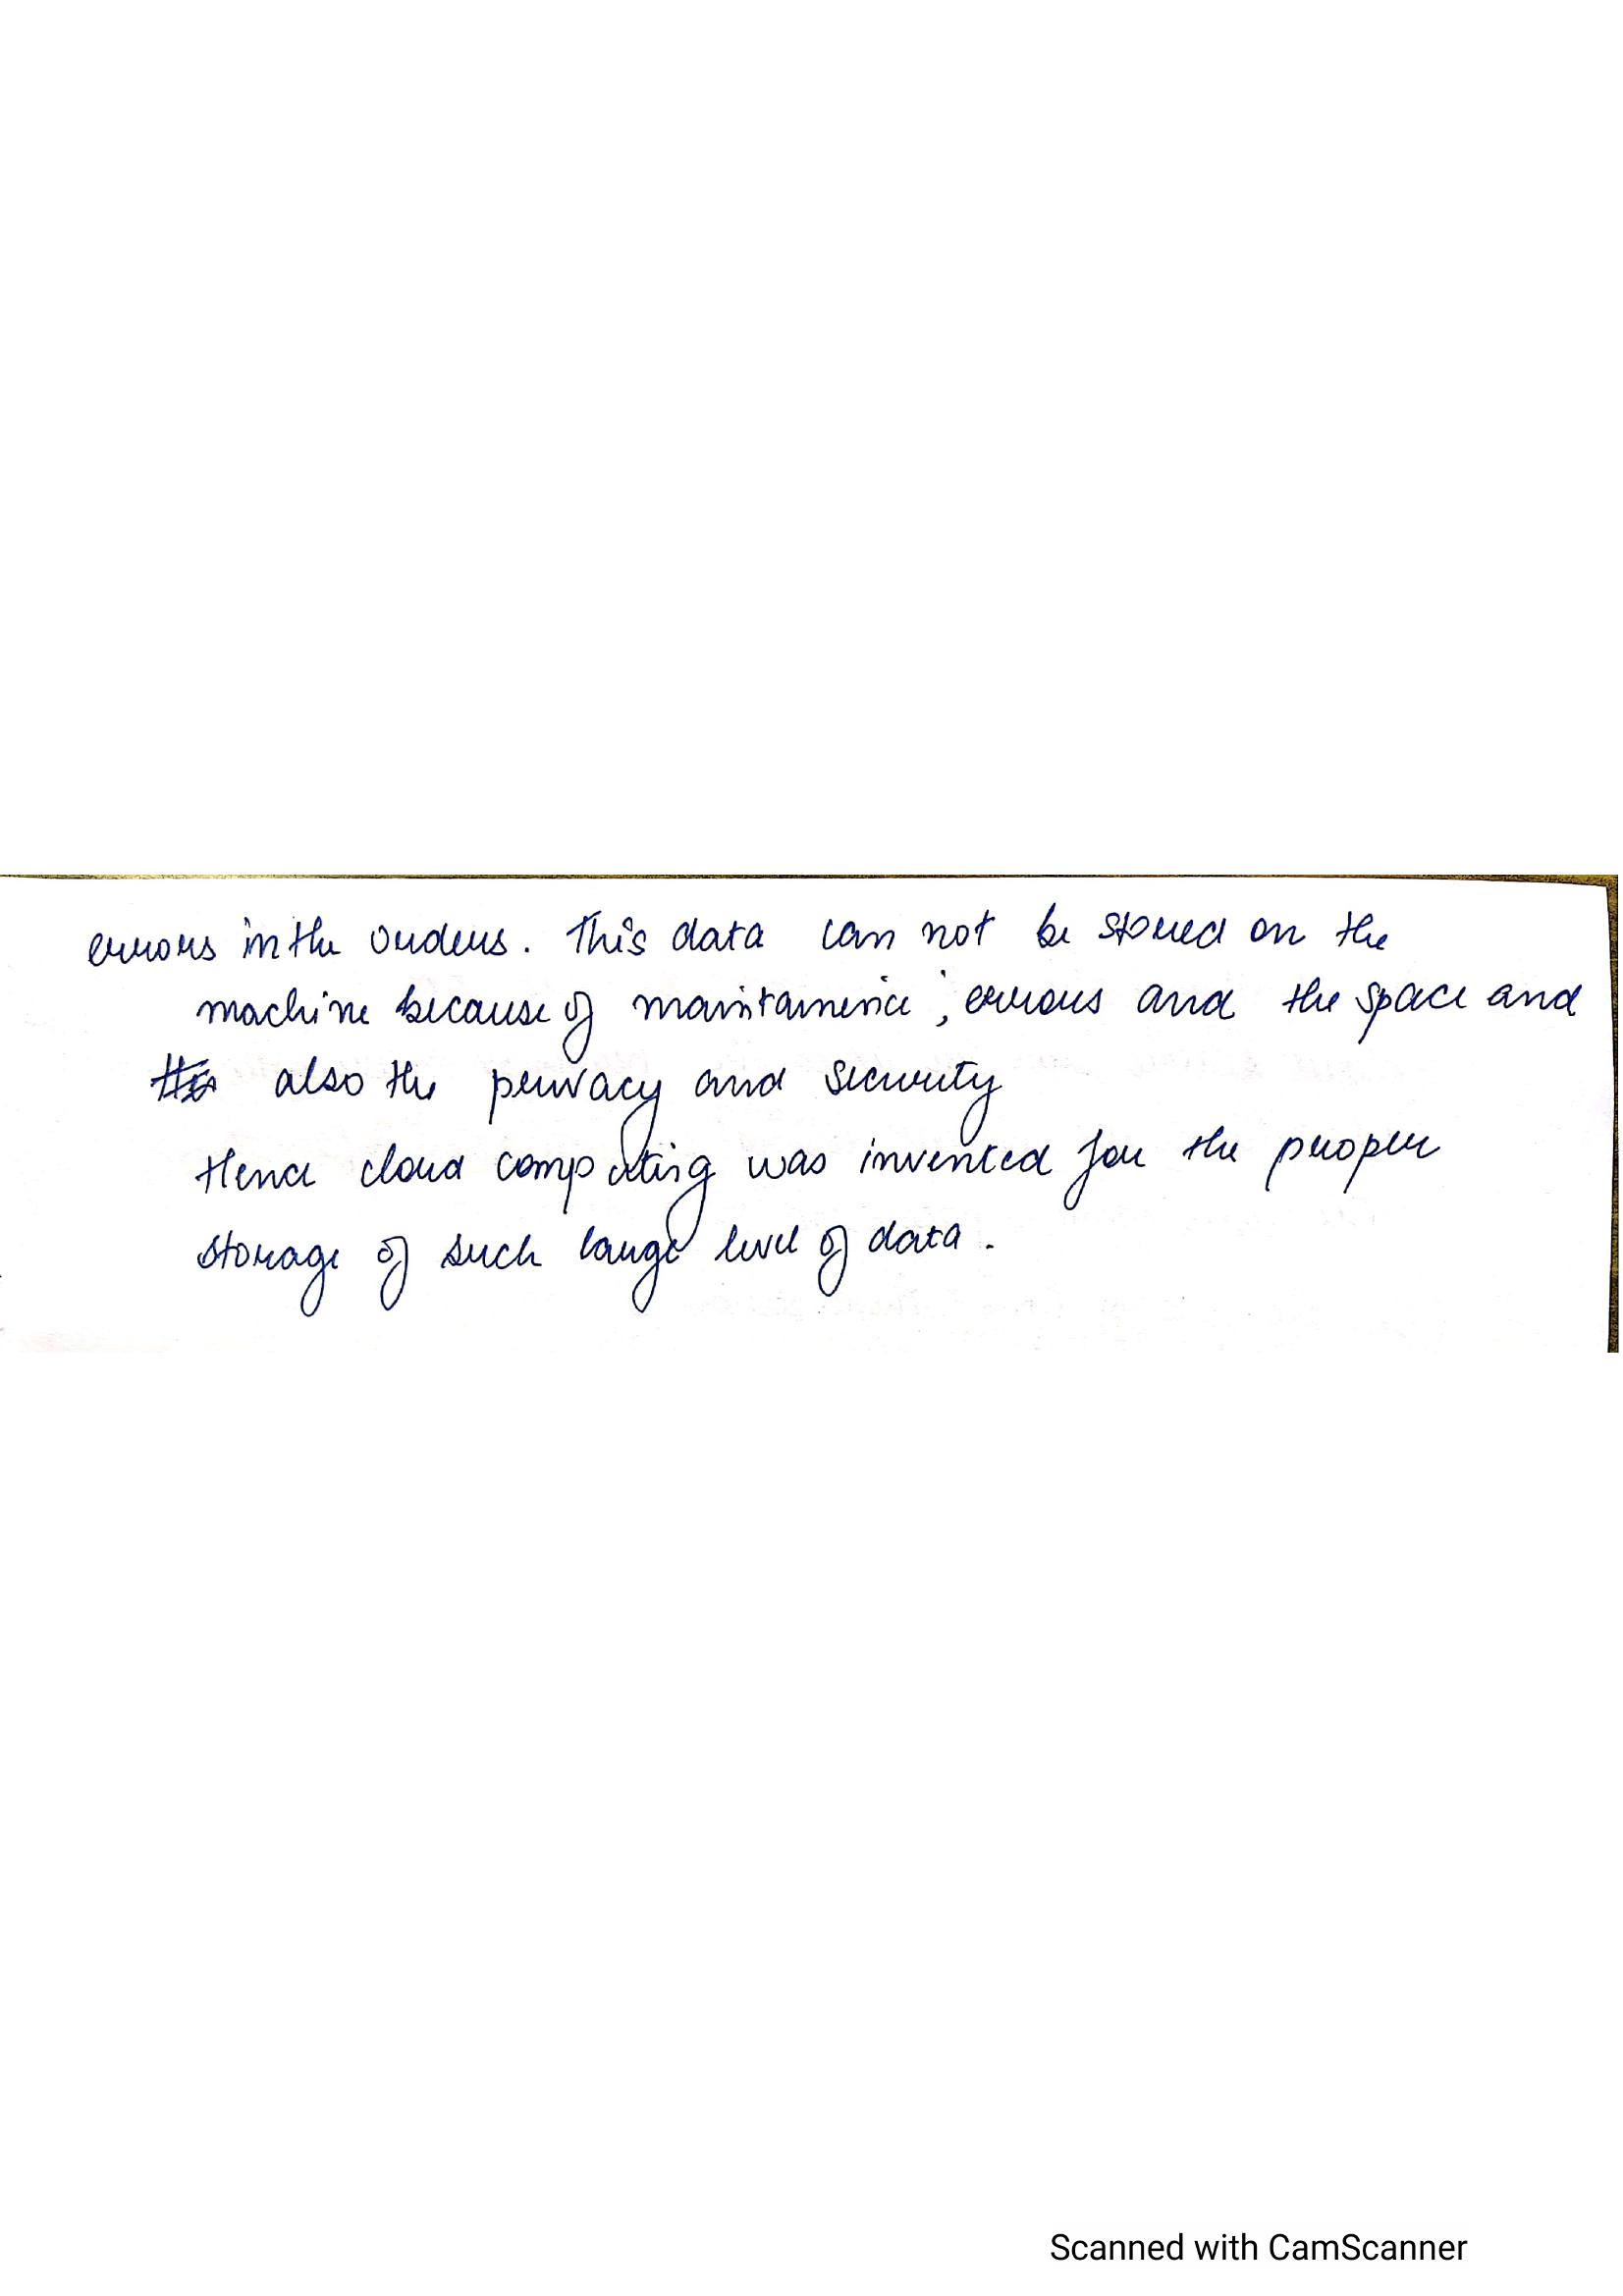 errors in the orders. This data can not be stored on the
machine because of maintainenice, errors and the space and
also the privacy and security
Hence cloud computing was invented for the proper
storage of such large level of data.
Scanned with CamScanner